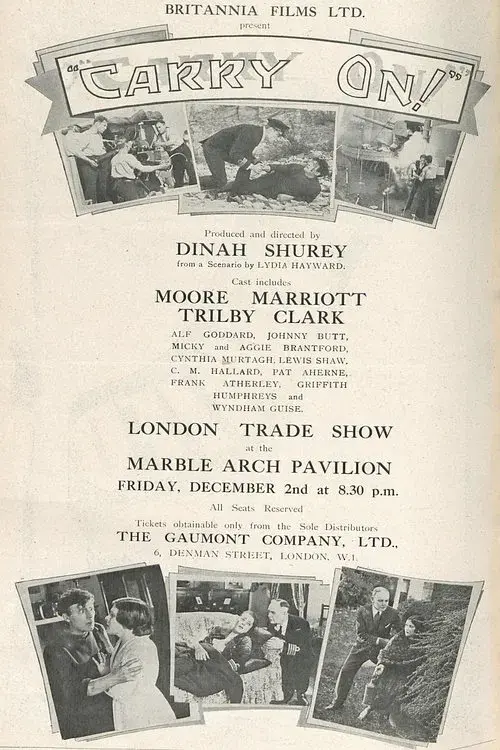 BRITANNIA FILMS LTD.
present
"CARRY ON!"
Produced and directed by
DINAH SHUREY
from a Scenario by LYDIA HAYWARD.
Cast includes
MOORE MARRIOTT
TRILBY CLARK
ALF GODDARD, JOHNNY BUTT,
MICKY and AGGIE BRANTFORD,
CYNTHIA MURTAGH, LEWIS SHAW,
C. M. HALLARD, PAT AHERNE,
FRANK ATHERLEY, GRIFFITH
HUMPHREYS and
WYNDHAM GUISE.
LONDON TRADE SHOW
at the
MARBLE ARCH PAVILION
FRIDAY, DECEMBER 2nd at 8.30 p.m.
All Seats Reserved
Tickets obtainable only from the Sole Distributors
THE GAUMONT COMPANY, LTD.,
6, DENMAN STREET, LONDON, W.1.